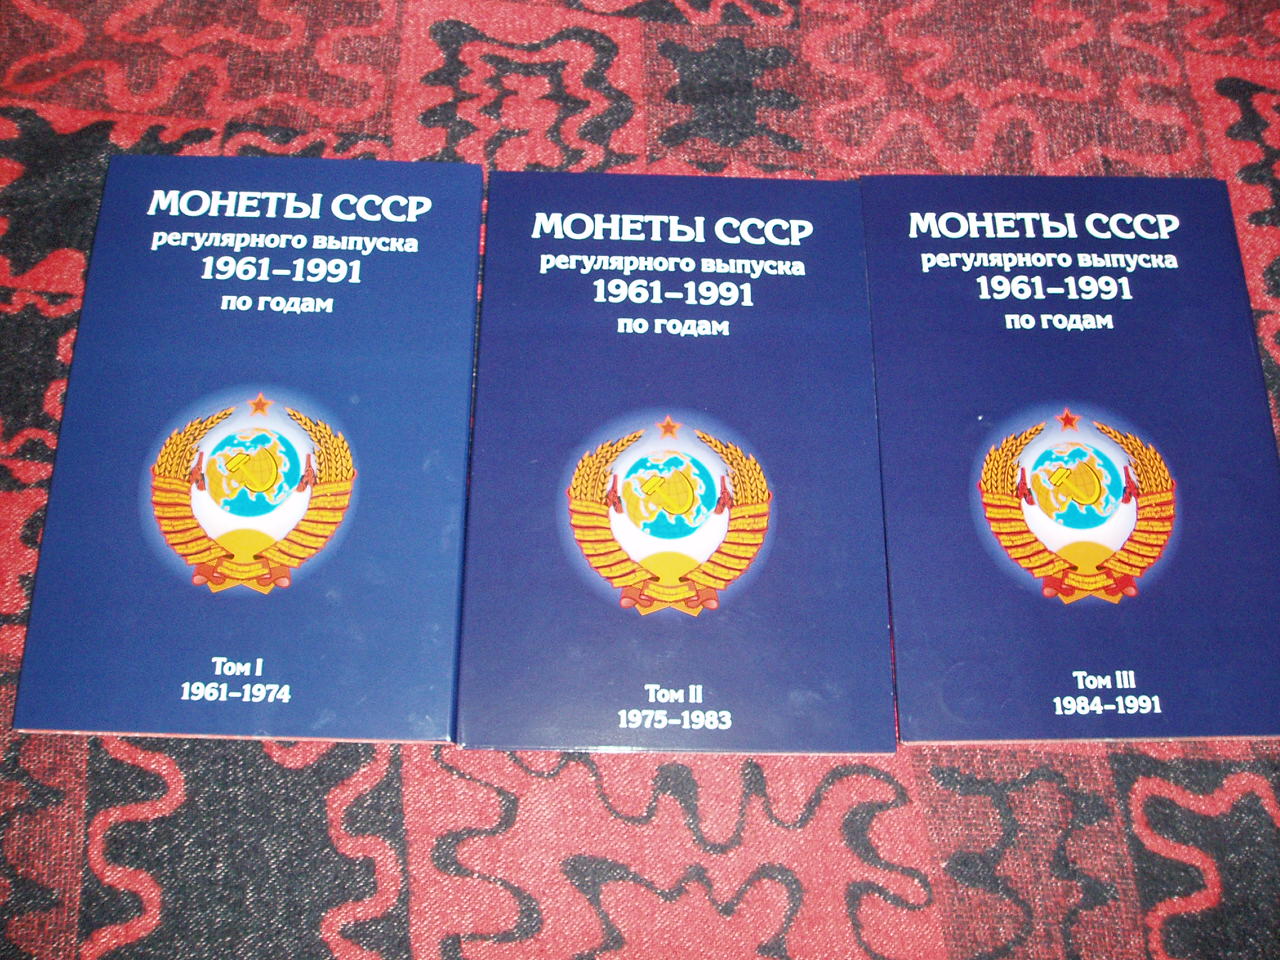 МОНЕТЫ СССР
регулярного выпуска
1961–1991
по годам
Том I
1961–1974
МОНЕТЫ СССР
регулярного выпуска
1961–1991
по годам
Том II
1975–1983
МОНЕТЫ СССР
регулярного выпуска
1961–1991
по годам
Том III
1984–1991